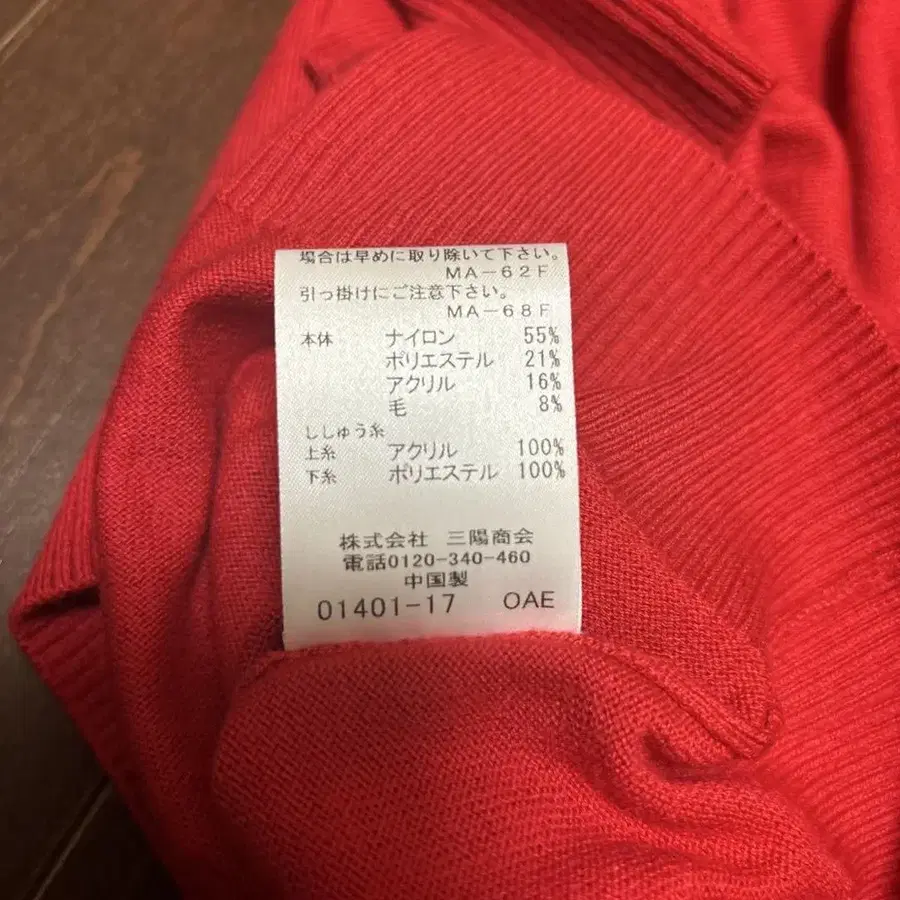 場合は早めに取り除いて下さい。
MA-62F
引っ掛けにご注意下さい。
MA-68F
本体 ナイロン 55%
ポリエステル 21%
アクリル 16%
毛 8%
ししゅう糸
上糸 アクリル 100%
下糸 ポリエステル 100%
株式会社 三陽商会
電話0120-340-460
中国製
01401-17 OAE